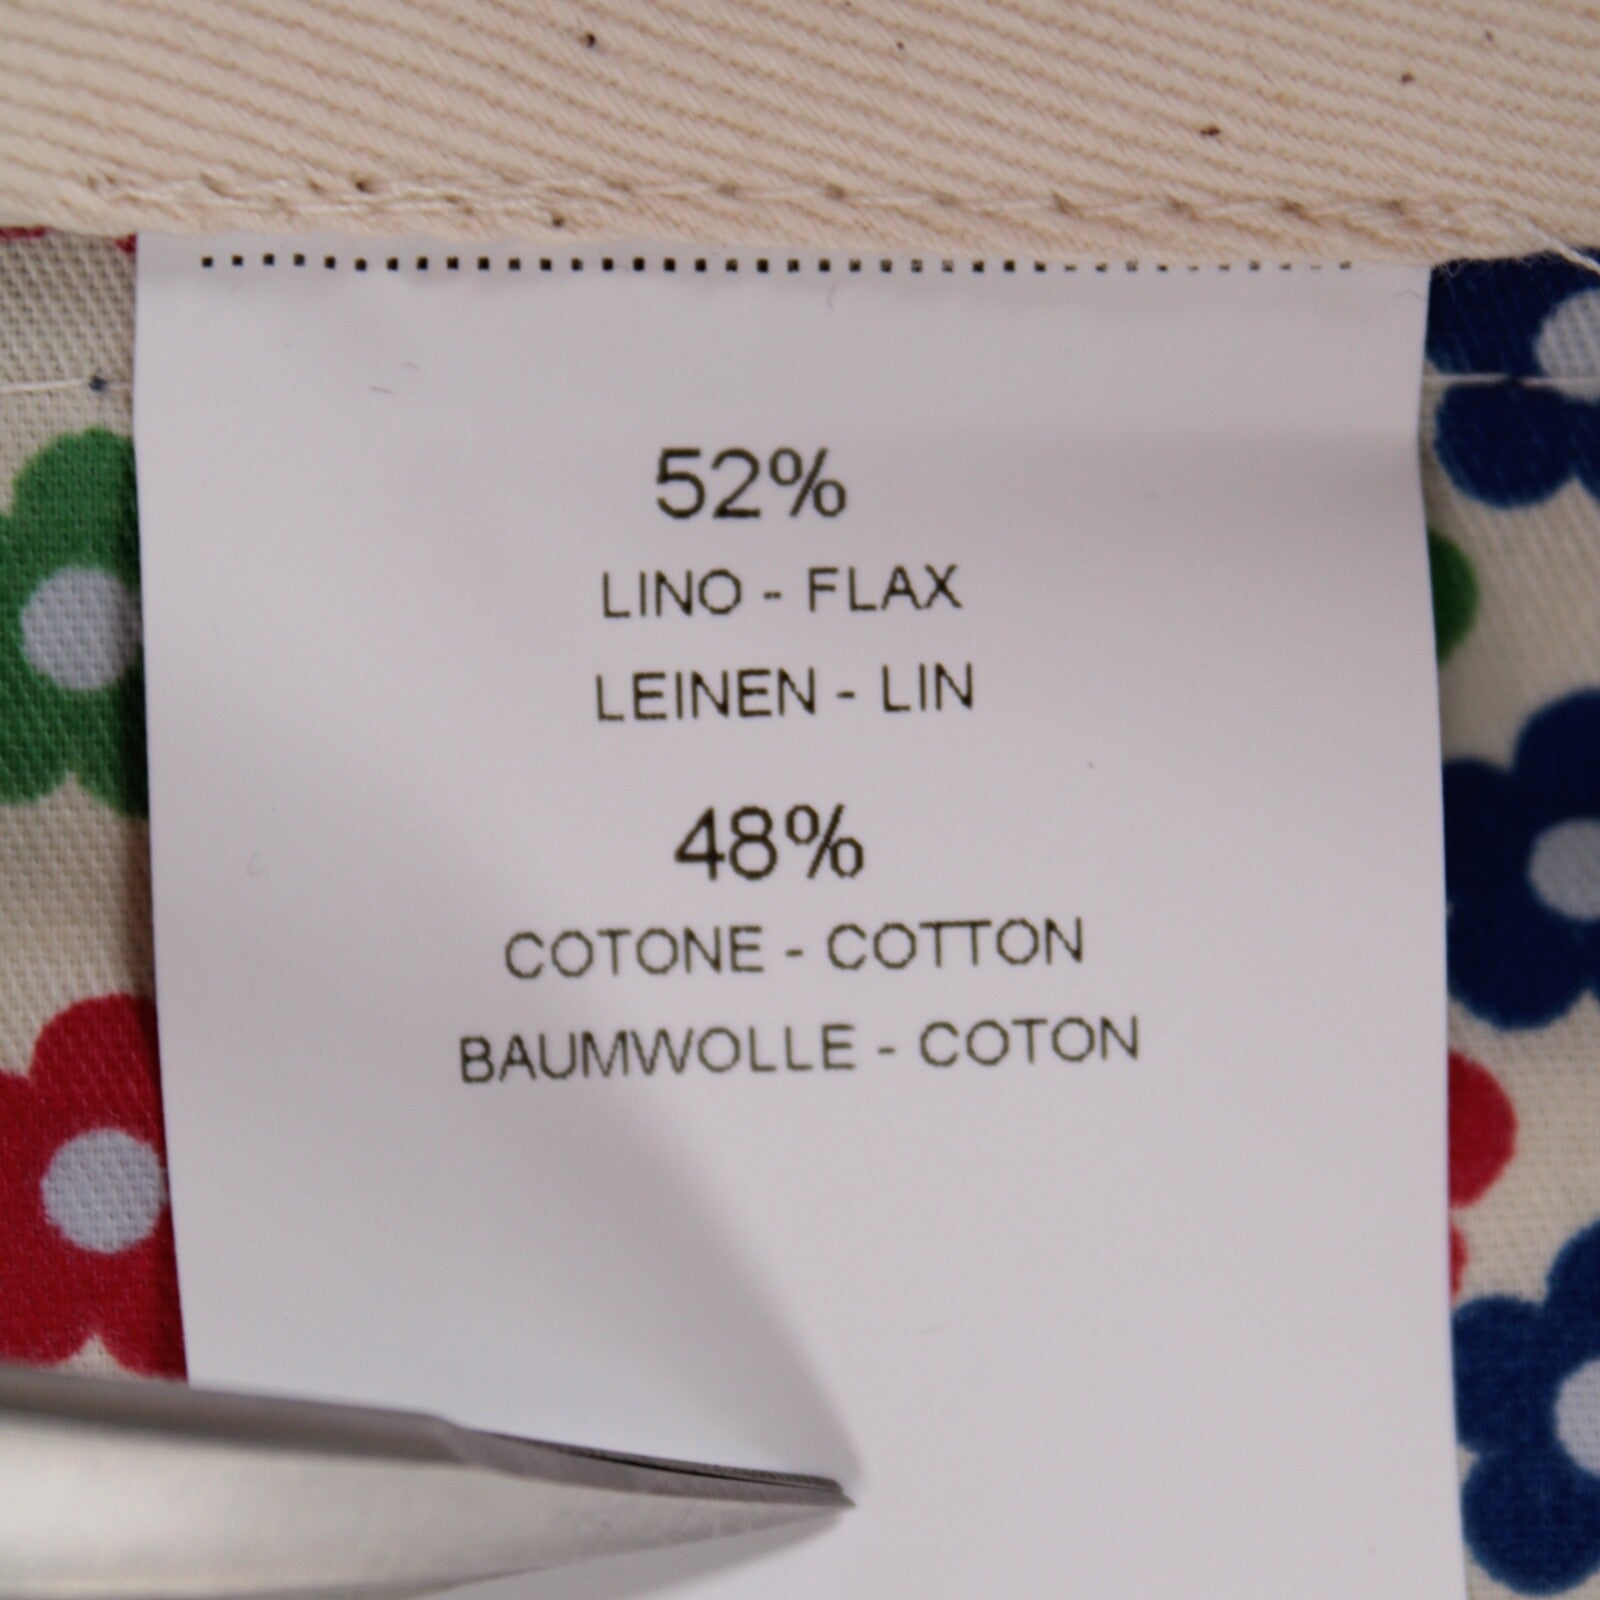 52%
LINO - FLAX
LEINEN - LIN
48%
COTONE - COTTON
BAUMWOLLE - COTON